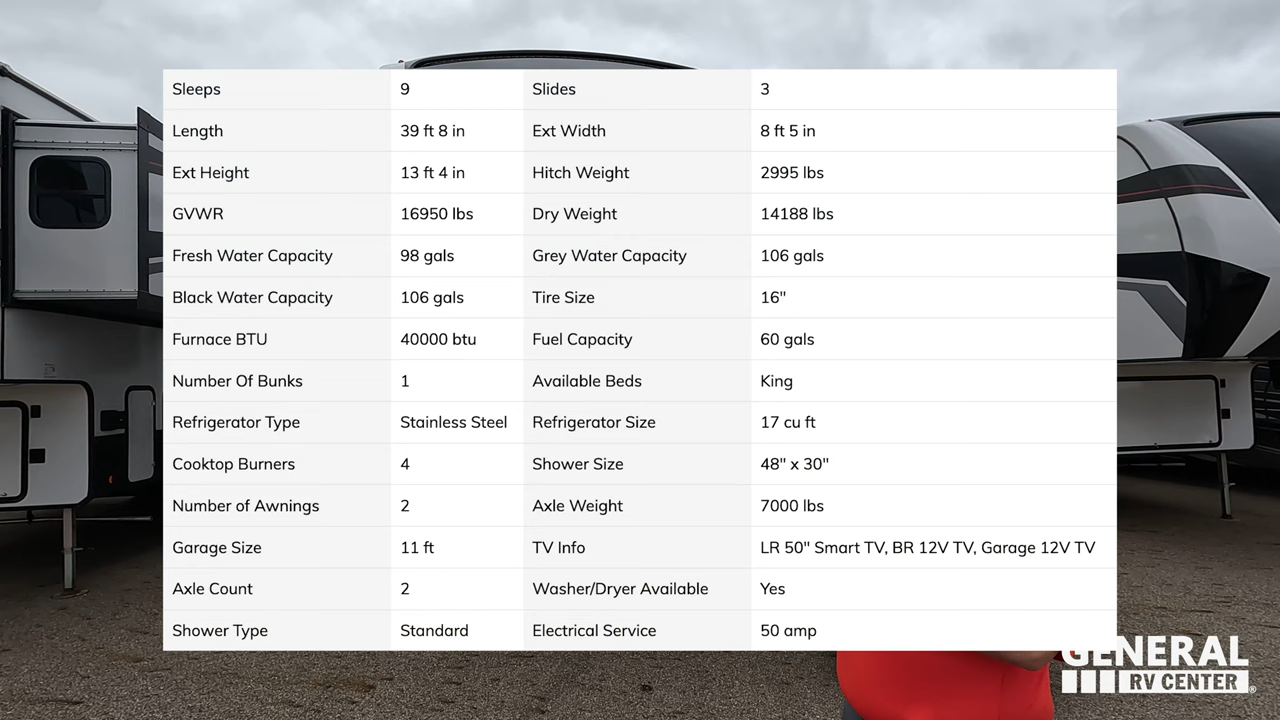 Sleeps 9 Slides 3
Length 39 ft 8 in Ext Width 8 ft 5 in
Ext Height 13 ft 4 in Hitch Weight 2995 lbs
GVWR 16950 lbs Dry Weight 14188 lbs
Fresh Water Capacity 98 gals Grey Water Capacity 106 gals
Black Water Capacity 106 gals Tire Size 16"
Furnace BTU 40000 btu Fuel Capacity 60 gals
Number Of Bunks 1 Available Beds King
Refrigerator Type Stainless Steel Refrigerator Size 17 cu ft
Cooktop Burners 4 Shower Size 48" x 30"
Number of Awnings 2 Axle Weight 7000 lbs
Garage Size 11 ft TV Info LR 50" Smart TV, BR 12V TV, Garage 12V TV
Axle Count 2 Washer/Dryer Available Yes
Shower Type Standard Electrical Service 50 amp
GENERAL
RV CENTER®